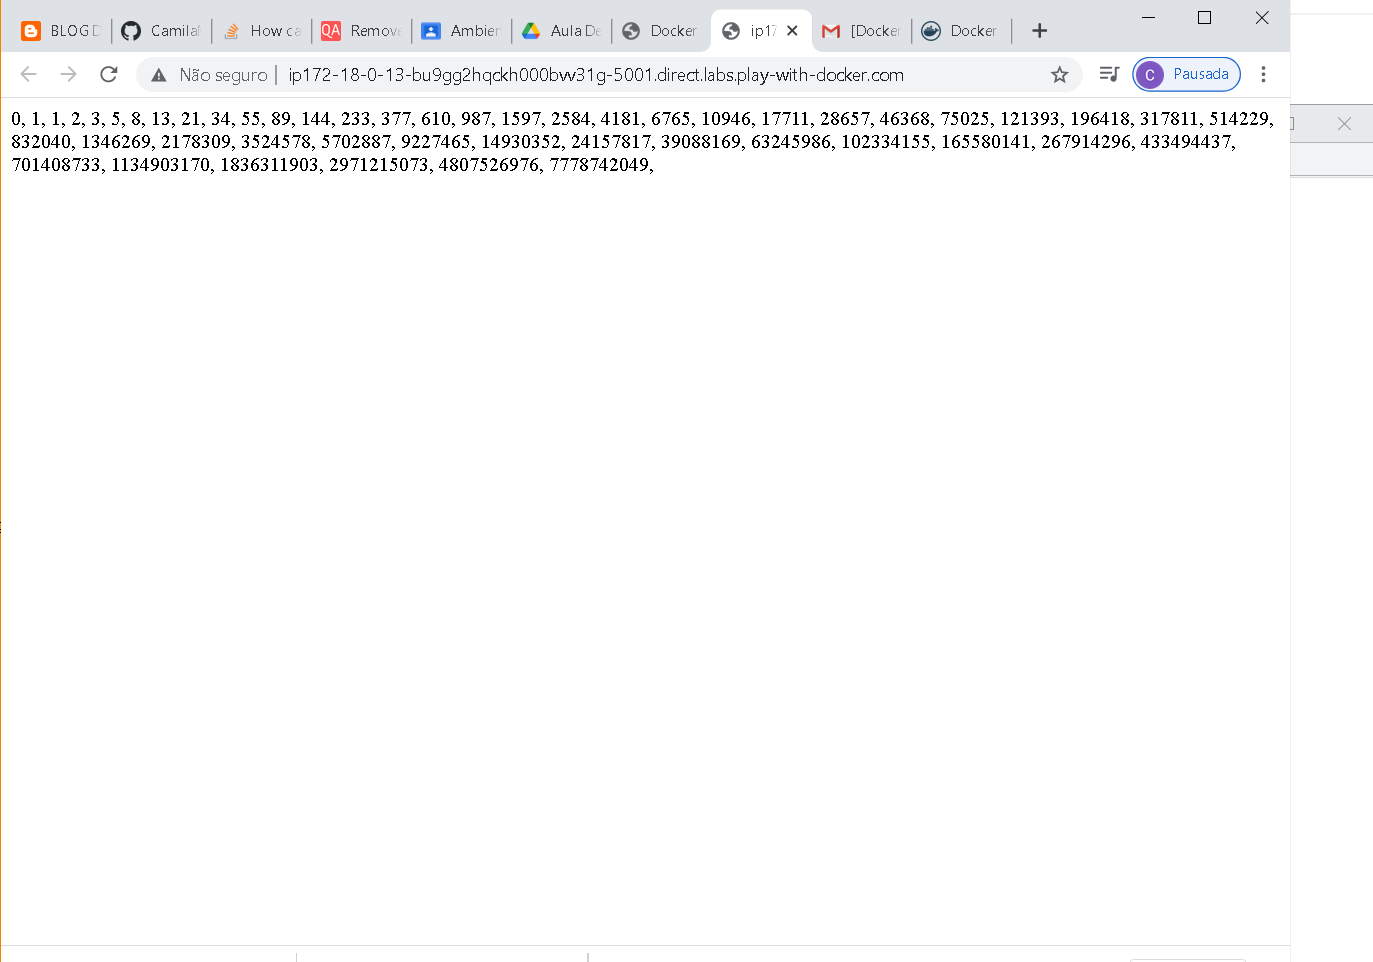 BLOG D
Camilal
How ca
QA Remove
Ambien
Aula De
Docker
ip17
[Docker
Docker
Não seguro | ip172-18-0-13-bu9gg2hqckh000bvv31g-5001.direct.labs.play-with-docker.com
C Pausada
0, 1, 1, 2, 3, 5, 8, 13, 21, 34, 55, 89, 144, 233, 377, 610, 987, 1597, 2584, 4181, 6765, 10946, 17711, 28657, 46368, 75025, 121393, 196418, 317811, 514229,
832040, 1346269, 2178309, 3524578, 5702887, 9227465, 14930352, 24157817, 39088169, 63245986, 102334155, 165580141, 267914296, 433494437,
701408733, 1134903170, 1836311903, 2971215073, 4807526976, 7778742049,